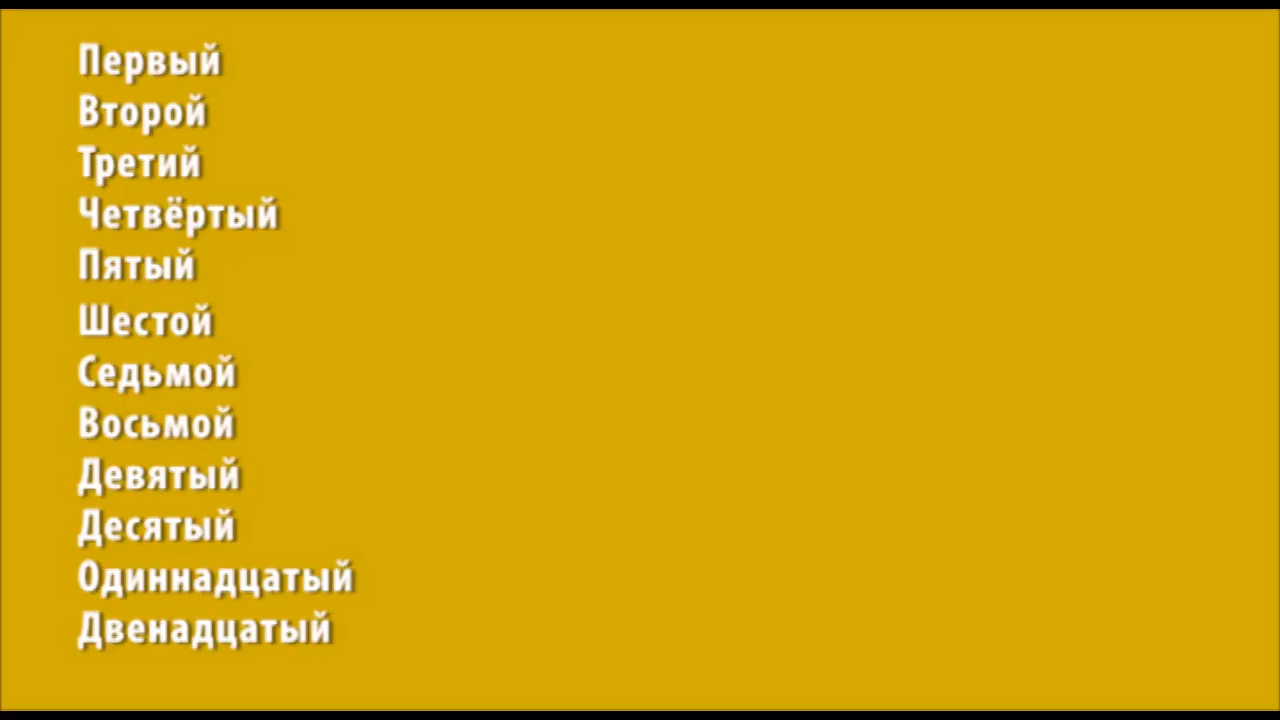 Первый
Второй
Третий
Четвёртый
Пятый
Шестой
Седьмой
Восьмой
Девятый
Десятый
Одиннадцатый
Двенадцатый